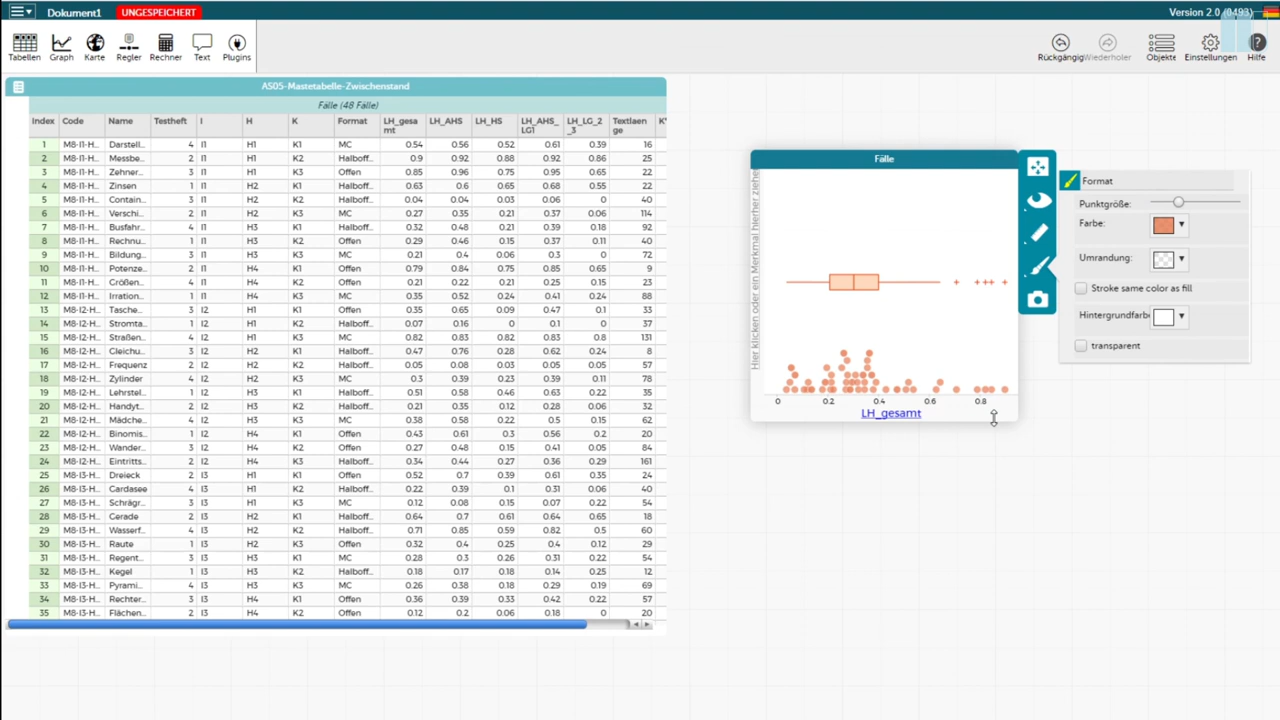 Dokument1 UNGESPEICHERT Version 2.0 (0493)
Tabellen Graph Karte Regler Rechner Text Plugins Rückgängig Wiederholen Objekte Einstellungen Hilfe
AS05-Mastetabelle-Zwischenstand
Fälle (48 Fälle)
Index Code Name Testheft I H K Format LH_gesamt LH_AHS LH_HS LH_AHS_LG1 LH_LG_2_3 Textlaenge
1 M8-I1-H... Darstell... 4 I1 H1 K1 MC 0.54 0.56 0.52 0.61 0.39 16
2 M8-I1-H... Messbe... 2 I1 H1 K2 Halboff... 0.9 0.92 0.88 0.92 0.86 25
3 M8-I1-H... Zehner... 3 I1 H1 K3 Offen 0.85 0.96 0.75 0.95 0.65 22
4 M8-I1-H... Zinsen 1 I1 H2 K1 Halboff... 0.63 0.6 0.65 0.68 0.55 22
5 M8-I1-H... Contain... 3 I1 H2 K2 Halboff... 0.04 0.04 0.03 0.06 0 40
6 M8-I1-H... Verschi... 2 I1 H2 K3 MC 0.27 0.35 0.21 0.37 0.06 114
7 M8-I1-H... Busfahr... 4 I1 H3 K1 MC 0.32 0.48 0.21 0.39 0.18 92
8 M8-I1-H... Rechnu... 1 I1 H3 K2 Offen 0.29 0.46 0.15 0.37 0.11 40
9 M8-I1-H... Bildung... 3 I1 H3 K3 MC 0.21 0.4 0.06 0.3 0 72
10 M8-I1-H... Potenze... 2 I1 H4 K1 Offen 0.79 0.84 0.75 0.85 0.65 9
11 M8-I1-H... Größen... 4 I1 H4 K2 Offen 0.21 0.22 0.21 0.25 0.15 23
12 M8-I1-H... Irration... 1 I1 H4 K3 MC 0.35 0.52 0.24 0.41 0.24 88
13 M8-I2-H... Tasche... 3 I2 H1 K1 Offen 0.35 0.65 0.09 0.47 0.1 33
14 M8-I2-H... Stromta... 1 I2 H1 K2 Halboff... 0.07 0.16 0 0.1 0 37
15 M8-I2-H... Straßen... 4 I2 H1 K3 MC 0.82 0.83 0.82 0.83 0.8 131
16 M8-I2-H... Gleichu... 3 I2 H2 K1 Halboff... 0.47 0.76 0.28 0.62 0.24 8
17 M8-I2-H... Frequenz 2 I2 H2 K2 Halboff... 0.05 0.08 0.03 0.05 0.05 37
18 M8-I2-H... Zylinder 4 I2 H2 K3 MC 0.3 0.39 0.23 0.39 0.11 78
19 M8-I2-H... Lehrstel... 1 I2 H3 K1 Halboff... 0.51 0.58 0.46 0.63 0.22 35
20 M8-I2-H... Handyt... 2 I2 H3 K2 Halboff... 0.21 0.35 0.12 0.28 0.06 32
21 M8-I2-H... Mädche... 4 I2 H3 K3 MC 0.38 0.58 0.22 0.5 0.15 62
22 M8-I2-H... Binomis... 1 I2 H4 K1 Offen 0.43 0.61 0.3 0.56 0.2 20
23 M8-I2-H... Wander... 3 I2 H4 K2 Offen 0.27 0.48 0.15 0.41 0.05 84
24 M8-I2-H... Eintritts... 2 I2 H4 K3 Halboff... 0.34 0.44 0.27 0.36 0.29 161
25 M8-I3-H... Dreieck 2 I3 H1 K1 Offen 0.52 0.7 0.39 0.61 0.35 24
26 M8-I3-H... Gardasee 4 I3 H1 K2 Halboff... 0.22 0.39 0.1 0.31 0.06 40
27 M8-I3-H... Schrägr... 3 I3 H1 K3 MC 0.12 0.08 0.15 0.07 0.22 54
28 M8-I3-H... Gerade 2 I3 H2 K1 Halboff... 0.64 0.7 0.61 0.64 0.65 18
29 M8-I3-H... Wasserf... 4 I3 H2 K2 Halboff... 0.71 0.85 0.59 0.82 0.5 60
30 M8-I3-H... Raute 1 I3 H2 K3 Offen 0.32 0.4 0.25 0.4 0.12 29
31 M8-I3-H... Regent... 2 I3 H3 K1 MC 0.28 0.3 0.26 0.31 0.22 54
32 M8-I3-H... Kegel 1 I3 H3 K2 Halboff... 0.18 0.17 0.18 0.14 0.25 12
33 M8-I3-H... Pyrami... 4 I3 H3 K3 MC 0.26 0.38 0.18 0.29 0.19 69
34 M8-I3-H... Rechter... 3 I3 H4 K1 Offen 0.36 0.39 0.33 0.42 0.22 57
35 M8-I3-H... Flächen... 2 I3 H4 K2 Offen 0.12 0.2 0.06 0.18 0 20
Fälle
Hier klicken oder ein Merkmal hierher ziehen
0 0.2 0.4 0.6 0.8
LH_gesamt
Format
Punktgröße:
Farbe:
Umrandung:
Stroke same color as fill
Hintergrundfarb
transparent